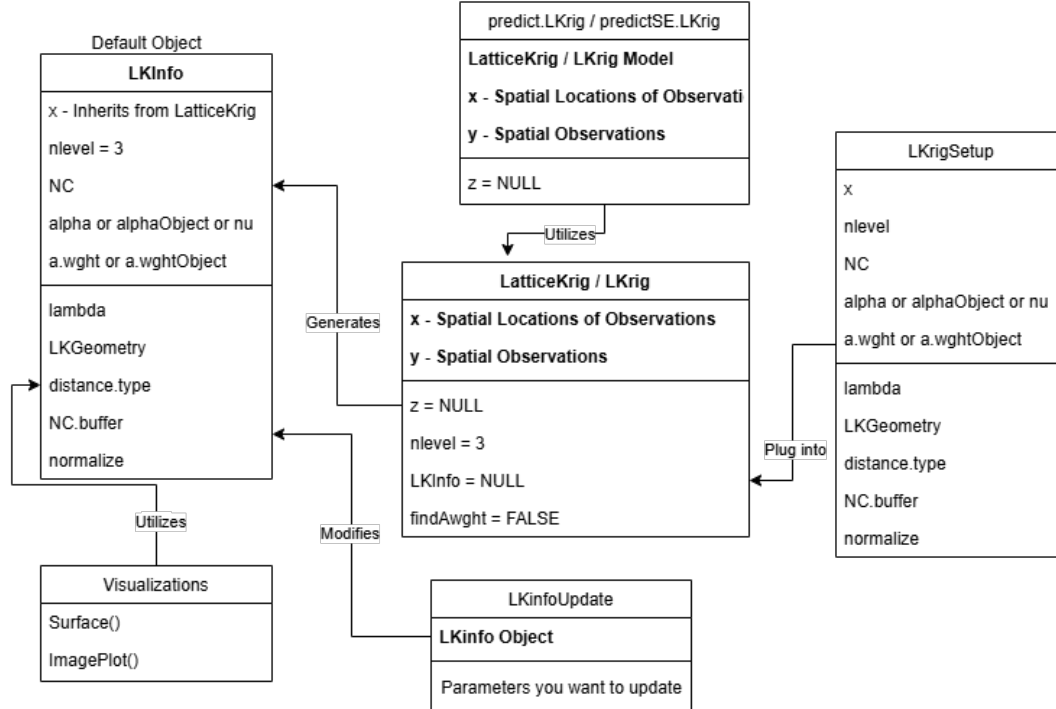 Default Object
LKInfo
x - Inherits from LatticeKrig
nlevel = 3
NC
alpha or alphaObject or nu
a.wght or a.wghtObject
lambda
LKGeometry
distance.type
NC.buffer
normalize
predict.LKrig / predictSE.LKrig
LatticeKrig / LKrig Model
x - Spatial Locations of Observati
y - Spatial Observations
z = NULL
Utilizes
LatticeKrig / LKrig
x - Spatial Locations of Observations
y - Spatial Observations
z = NULL
nlevel = 3
LKInfo = NULL
findAwght = FALSE
Generates
LKrigSetup
x
nlevel
NC
alpha or alphaObject or nu
a.wght or a.wghtObject
lambda
LKGeometry
distance.type
NC.buffer
normalize
Plug into
Utilizes
Modifies
Visualizations
Surface()
ImagePlot()
LKinfoUpdate
LKinfo Object
Parameters you want to update